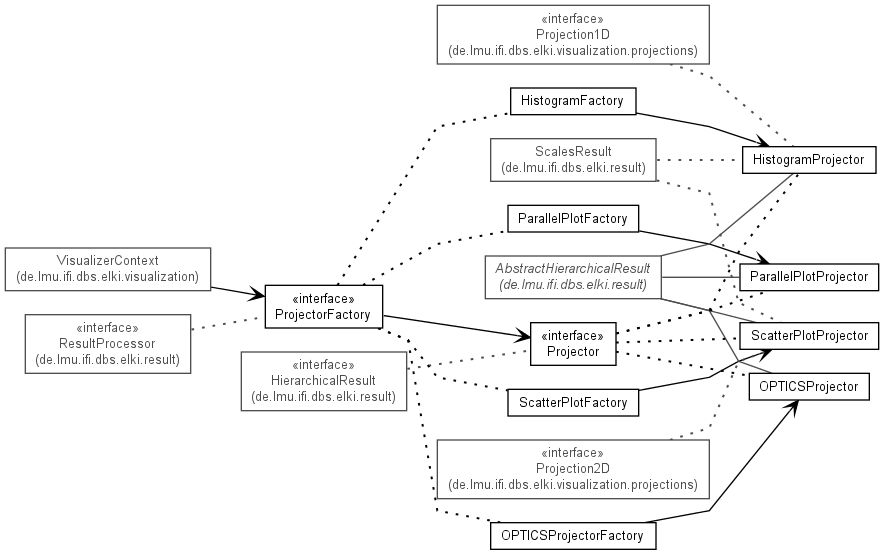 «interface»
Projection1D
(de.lmu.ifi.dbs.elki.visualization.projections)
HistogramFactory
ScalesResult
(de.lmu.ifi.dbs.elki.result)
HistogramProjector
ParallelPlotFactory
VisualizerContext
(de.lmu.ifi.dbs.elki.visualization)
AbstractHierarchicalResult
(de.lmu.ifi.dbs.elki.result)
ParallelPlotProjector
«interface»
ProjectorFactory
«interface»
ResultProcessor
(de.lmu.ifi.dbs.elki.result)
«interface»
Projector
ScatterPlotProjector
«interface»
HierarchicalResult
(de.lmu.ifi.dbs.elki.result)
OPTICSProjector
ScatterPlotFactory
«interface»
Projection2D
(de.lmu.ifi.dbs.elki.visualization.projections)
OPTICSProjectorFactory